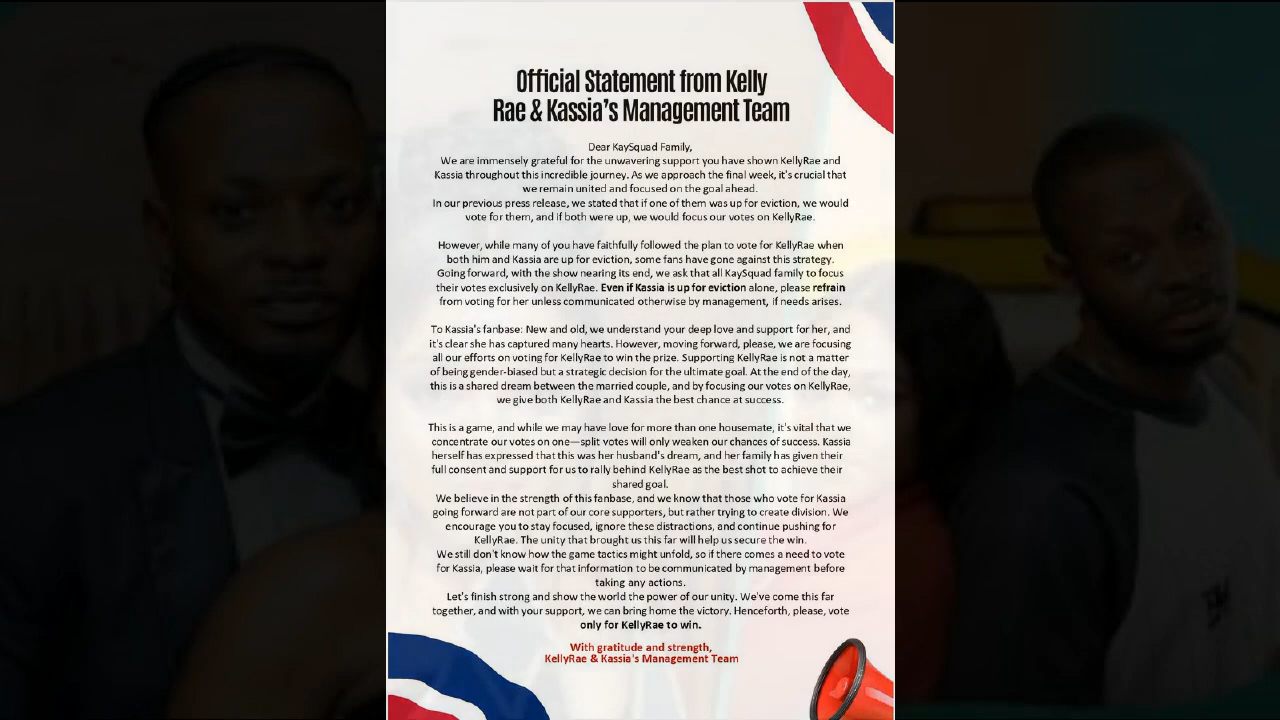 Official Statement from Kelly
Rae & Kassia's Management Team
Dear KaySquad Family,
We are immensely grateful for the unwavering support you have shown KellyRae and
Kassia throughout this incredible journey. As we approach the final week, it's crucial that
we remain united and focused on the goal ahead.
In our previous press release, we stated that if one of them was up for eviction, we would
vote for them, and if both were up, we would focus our votes on KellyRae.
However, while many of you have faithfully followed the plan to vote for KellyRae when
both him and Kassia are up for eviction, some fans have gone against this strategy.
Going forward, with the show nearing its end, we ask that all KaySquad family to focus
their votes exclusively on KellyRae. Even if Kassia is up for eviction alone, please refrain
from voting for her unless communicated otherwise by management, if needs arises.
To Kassia's fanbase: New and old, we understand your deep love and support for her, and
it's clear she has captured many hearts. However, moving forward, please, we are focusing
all our efforts on voting for KellyRae to win the prize. Supporting KellyRae is not a matter
of being gender-biased but a strategic decision for the ultimate goal. At the end of the day,
this is a shared dream between the married couple, and by focusing our votes on KellyRae,
we give both KellyRae and Kassia the best chance at success.
This is a game, and while we may have love for more than one housemate, it's vital that we
concentrate our votes on one—split votes will only weaken our chances of success. Kassia
herself has expressed that this was her husband's dream, and her family has given their
full consent and support for us to rally behind KellyRae as the best shot to achieve their
shared goal.
We believe in the strength of this fanbase, and we know that those who vote for Kassia
going forward are not part of our core supporters, but rather trying to create division. We
encourage you to stay focused, ignore these distractions, and continue pushing for
KellyRae. The unity that brought us this far will help us secure the win.
We still don't know how the game tactics might unfold, so if there comes a need to vote
for Kassia, please wait for that information to be communicated by management before
taking any actions.
Let's finish strong and show the world the power of our unity. We've come this far
together, and with your support, we can bring home the victory. Henceforth, please, vote
only for KellyRae to win.
With gratitude and strength,
KellyRae & Kassia's Management Team